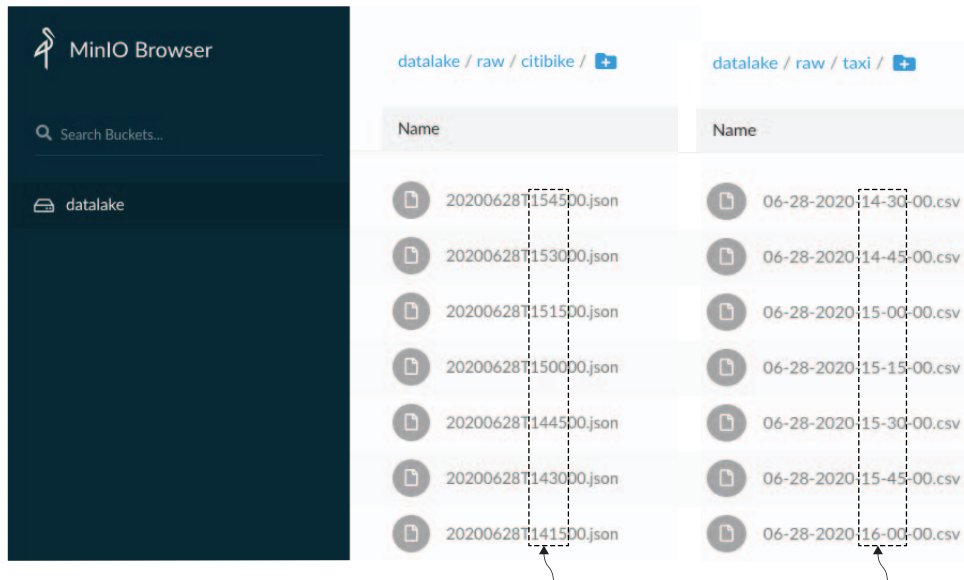 MinIO Browser
Search Buckets...
datalake
datalake / raw / citibike /
Name
20200628T154500.json
20200628T153000.json
20200628T151500.json
20200628T150000.json
20200628T144500.json
20200628T143000.json
20200628T141500.json
datalake / raw / taxi /
Name
06-28-2020-14-30-00.csv
06-28-2020-14-45-00.csv
06-28-2020-15-00-00.csv
06-28-2020-15-15-00.csv
06-28-2020-15-30-00.csv
06-28-2020-15-45-00.csv
06-28-2020-16-00-00.csv